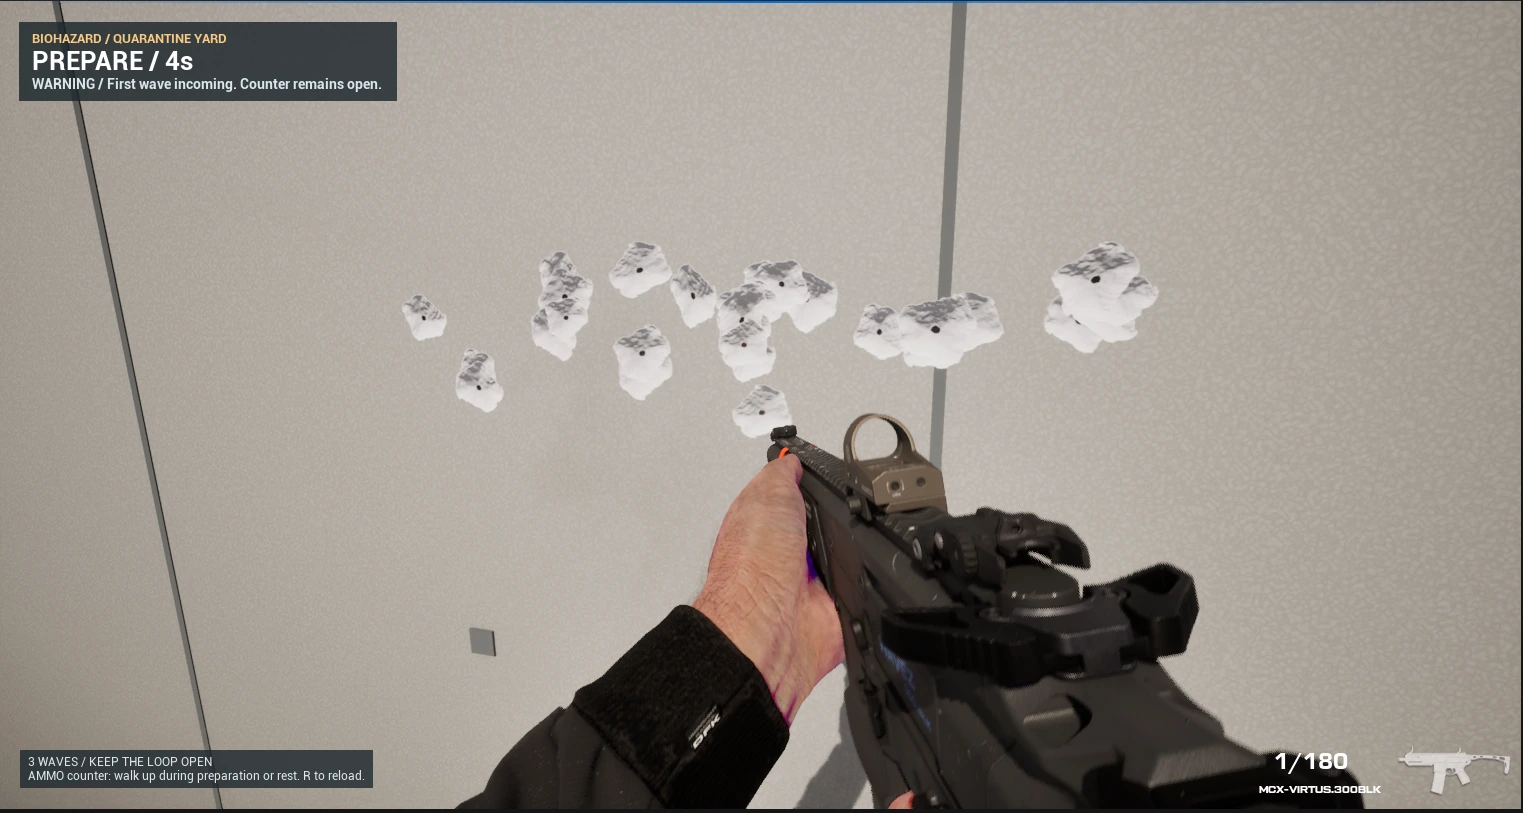 BIOHAZARD / QUARANTINE YARD
PREPARE / 4s
WARNING / First wave incoming. Counter remains open.
3 WAVES / KEEP THE LOOP OPEN
AMMO counter: walk up during preparation or rest. R to reload.
1/180
MCX-VIRTUS.300BLK